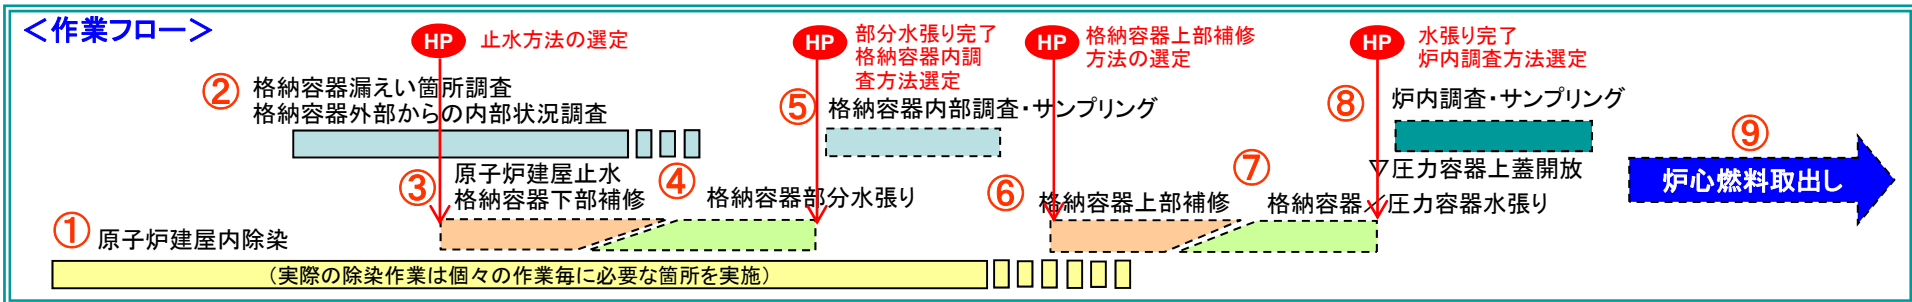 ＜作業フロー＞
HP 止水方法の選定
HP 部分水張り完了
格納容器内調
査方法選定
HP 格納容器上部補修
方法の選定
HP 水張り完了
炉内調査方法選定
② 格納容器漏えい箇所調査
格納容器外部からの内部状況調査
⑤ 格納容器内部調査・サンプリング
⑧ 炉内調査・サンプリング
▽圧力容器上蓋開放
⑨
炉心燃料取出し
③ 原子炉建屋止水
格納容器下部補修
④ 格納容器部分水張り
⑥ 格納容器上部補修
⑦ 格納容器／圧力容器水張り
① 原子炉建屋内除染
（実際の除染作業は個々の作業毎に必要な箇所を実施）